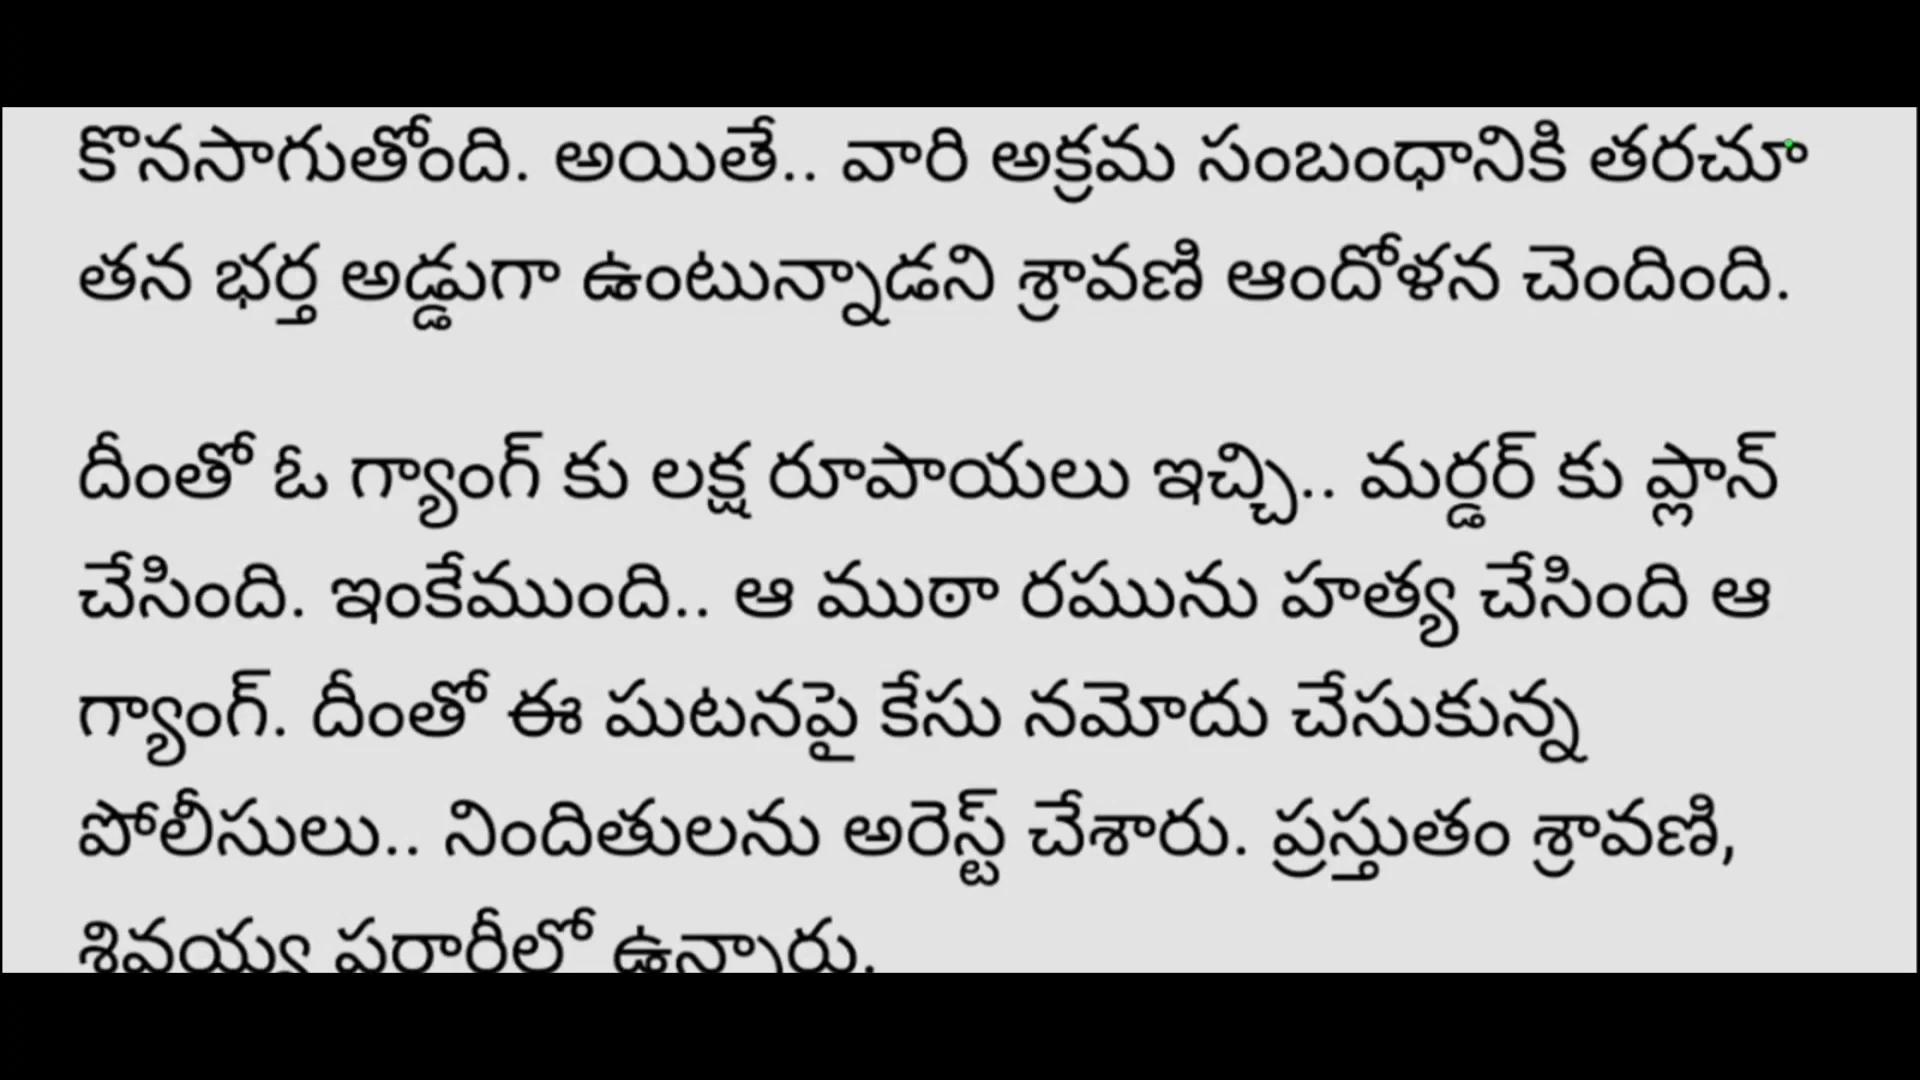 కొనసాగుతోంది. అయితే.. వారి అక్రమ సంబంధానికి తరచూ
తన భర్త అడ్డుగా ఉంటున్నాడని శ్రావణి ఆందోళన చెందింది.
దీంతో ఓ గ్యాంగ్ కు లక్ష రూపాయలు ఇచ్చి.. మర్డర్ కు ప్లాన్
చేసింది. ఇంకేముంది.. ఆ ముఠా రఘును హత్య చేసింది ఆ
గ్యాంగ్. దీంతో ఈ ఘటనపై కేసు నమోదు చేసుకున్న
పోలీసులు.. నిందితులను అరెస్ట్ చేశారు. ప్రస్తుతం శ్రావణి,
శివయ్య పరారీలో ఉన్నారు.